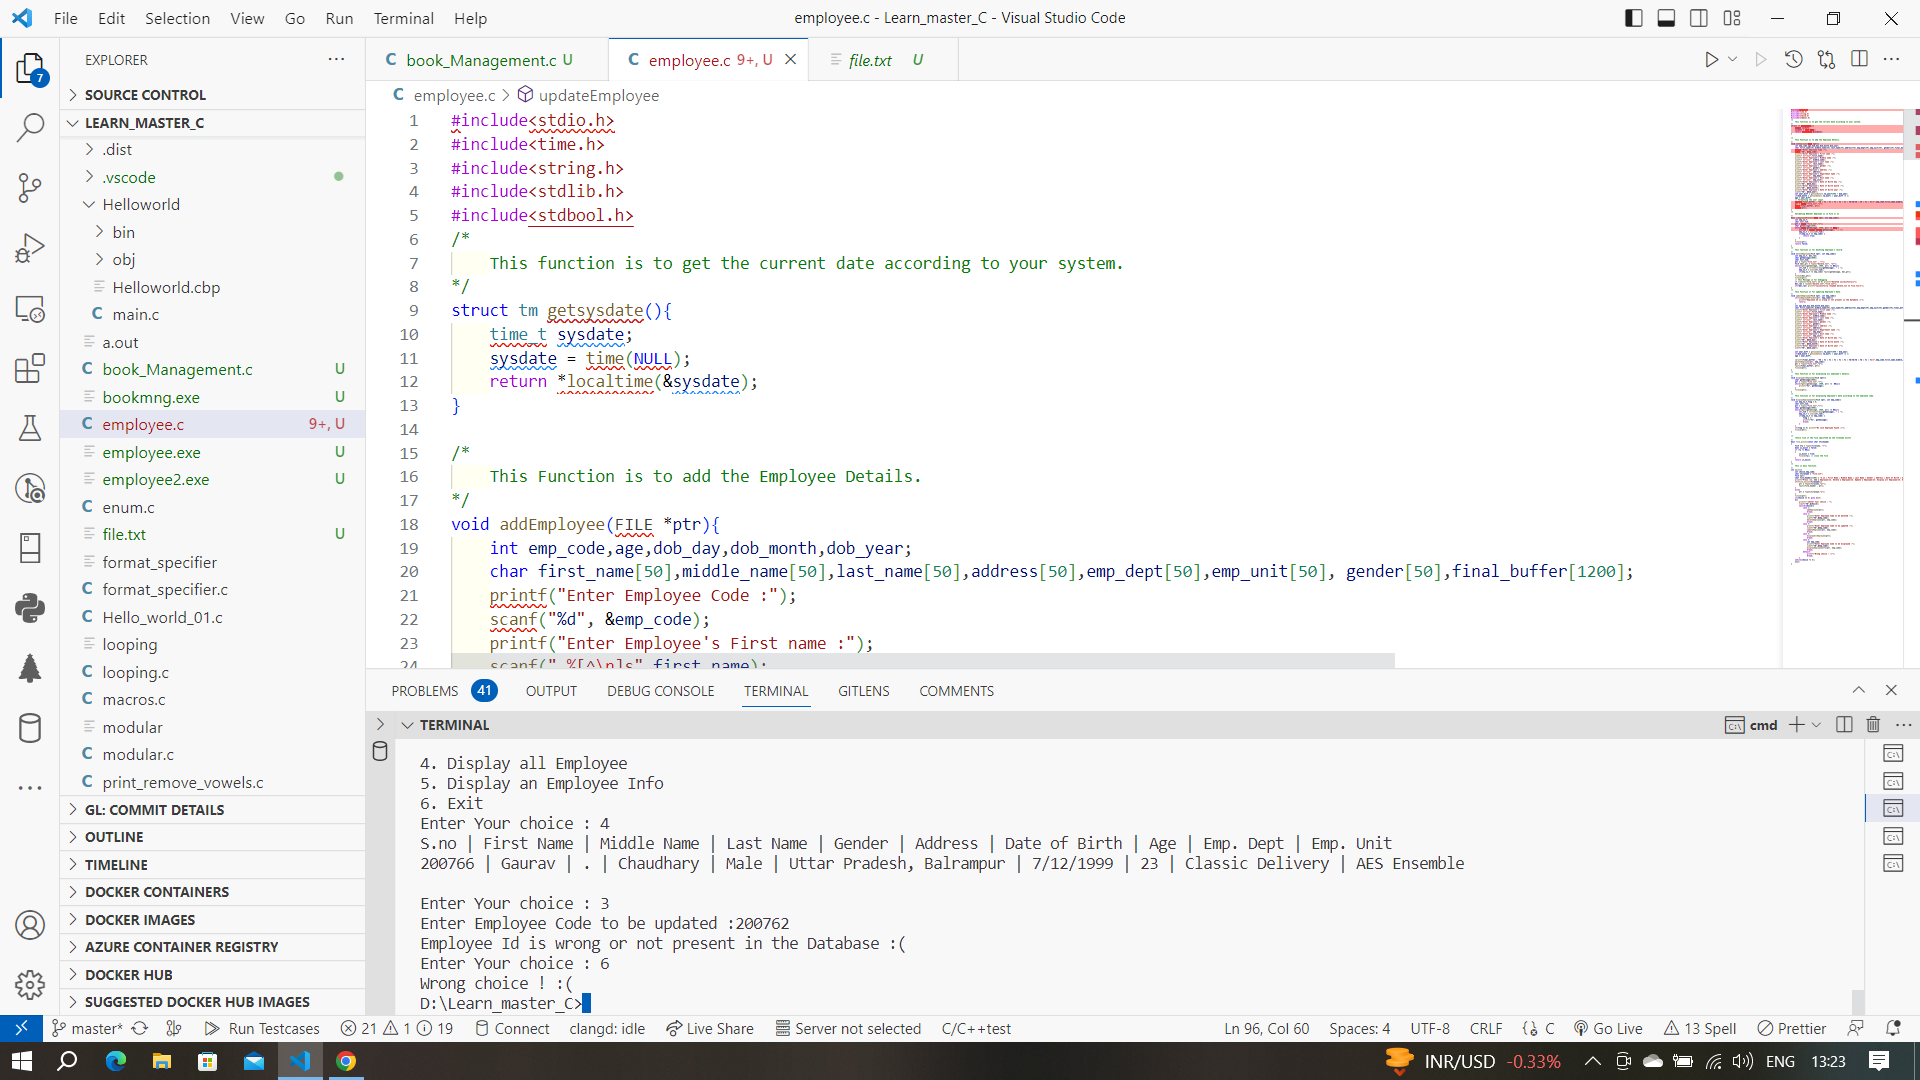 File Edit Selection View Go Run Terminal Help
employee.c - Learn_master_C - Visual Studio Code
EXPLORER
7
SOURCE CONTROL
LEARN_MASTER_C
.dist
.vscode
Helloworld
bin
obj
Helloworld.cbp
C main.c
a.out
C book_Management.c U
bookmng.exe U
C employee.c 9+, U
employee.exe U
employee2.exe U
C enum.c
file.txt U
format_specifier
C format_specifier.c
C Hello_world_01.c
looping
C looping.c
C macros.c
modular
C modular.c
C print_remove_vowels.c
GL: COMMIT DETAILS
OUTLINE
TIMELINE
DOCKER CONTAINERS
DOCKER IMAGES
AZURE CONTAINER REGISTRY
DOCKER HUB
SUGGESTED DOCKER HUB IMAGES
C book_Management.c U
C employee.c 9+, U
file.txt U
C employee.c > updateEmployee
1 #include<stdio.h>
2 #include<time.h>
3 #include<string.h>
4 #include<stdlib.h>
5 #include<stdbool.h>
6 /*
7 This function is to get the current date according to your system.
8 */
9 struct tm getsysdate(){
10 time_t sysdate;
11 sysdate = time(NULL);
12 return *localtime(&sysdate);
13 }
14
15 /*
16 This Function is to add the Employee Details.
17 */
18 void addEmployee(FILE *ptr){
19 int emp_code,age,dob_day,dob_month,dob_year;
20 char first_name[50],middle_name[50],last_name[50],address[50],emp_dept[50],emp_unit[50], gender[50],final_buffer[1200];
21 printf("Enter Employee Code :");
22 scanf("%d", &emp_code);
23 printf("Enter Employee's First name :");
24 scanf(" %[^\n]s" first_name);
PROBLEMS 41 OUTPUT DEBUG CONSOLE TERMINAL GITLENS COMMENTS
TERMINAL
cmd
4. Display all Employee
5. Display an Employee Info
6. Exit
Enter Your choice : 4
S.no | First Name | Middle Name | Last Name | Gender | Address | Date of Birth | Age | Emp. Dept | Emp. Unit
200766 | Gaurav | . | Chaudhary | Male | Uttar Pradesh, Balrampur | 7/12/1999 | 23 | Classic Delivery | AES Ensemble
Enter Your choice : 3
Enter Employee Code to be updated :200762
Employee Id is wrong or not present in the Database :(
Enter Your choice : 6
Wrong choice ! :(
D:\Learn_master_C>
master* Run Testcases 21 1 19 Connect clangd: idle Live Share Server not selected C/C++test
Ln 96, Col 60 Spaces: 4 UTF-8 CRLF C Go Live 13 Spell Prettier
INR/USD -0.33% ENG 13:23